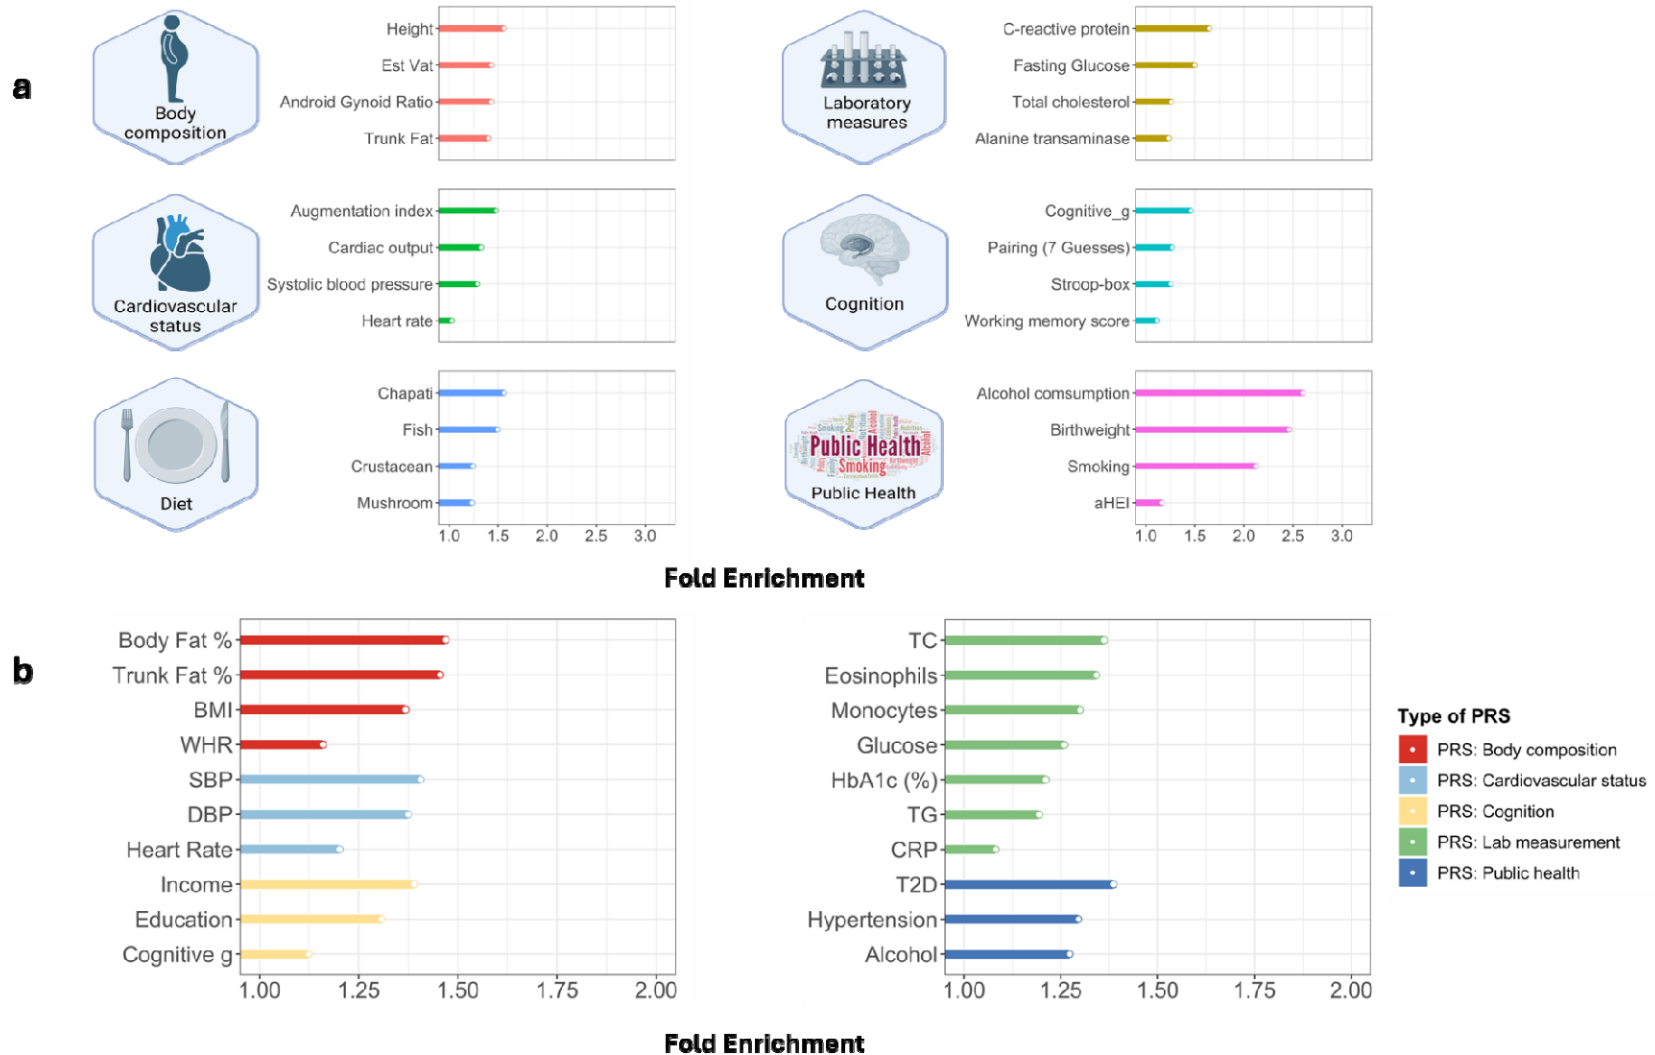 a
Body
composition
Height
Est Vat
Android Gynoid Ratio
Trunk Fat
Laboratory
measures
C-reactive protein
Fasting Glucose
Total cholesterol
Alanine transaminase
Cardiovascular
status
Augmentation index
Cardiac output
Systolic blood pressure
Heart rate
Cognition
Cognitive_g
Pairing (7 Guesses)
Stroop-box
Working memory score
Diet
Chapati
Fish
Crustacean
Mushroom
1.0 1.5 2.0 2.5 3.0
Smoking
Policy
Nutrition
Alcohol
Public Health
Smoking
Birthweight
Alcohol
Public Health
Alcohol comsumption
Birthweight
Smoking
aHEI
1.0 1.5 2.0 2.5 3.0
Fold Enrichment
b
Body Fat %
Trunk Fat %
BMI
WHR
SBP
DBP
Heart Rate
Income
Education
Cognitive g
1.00 1.25 1.50 1.75 2.00
TC
Eosinophils
Monocytes
Glucose
HbA1c (%)
TG
CRP
T2D
Hypertension
Alcohol
1.00 1.25 1.50 1.75 2.00
Type of PRS
PRS: Body composition
PRS: Cardiovascular status
PRS: Cognition
PRS: Lab measurement
PRS: Public health
Fold Enrichment